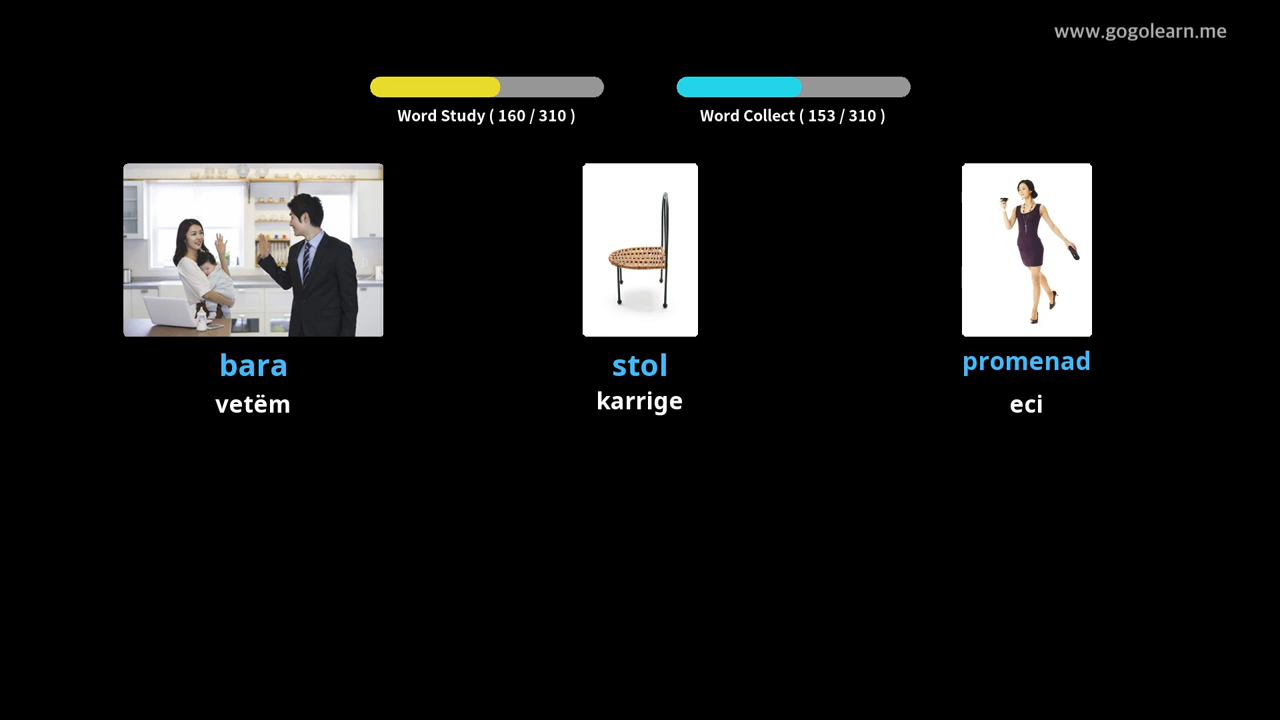 www.gogolearn.me
Word Study ( 160 / 310 )
Word Collect ( 153 / 310 )
bara
vetëm
stol
karrige
promenad
eci